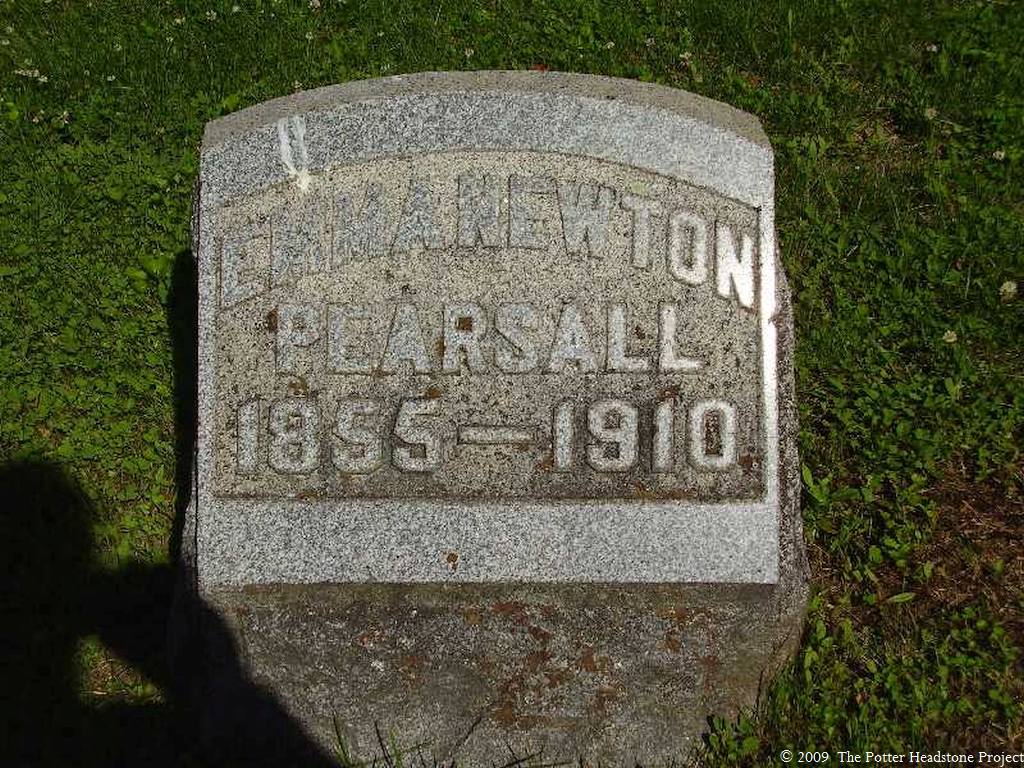 EMMA NEWTON
PEARSALL
1855—1910
© 2009 The Potter Headstone Project